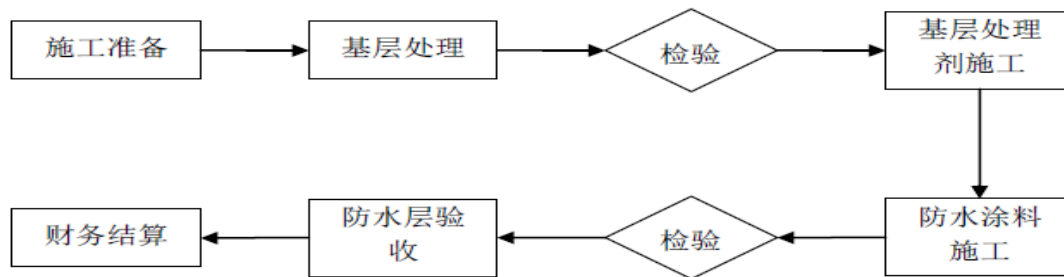 施工准备
基层处理
检验
基层处理
剂施工
防水涂料
施工
检验
防水层验
收
财务结算